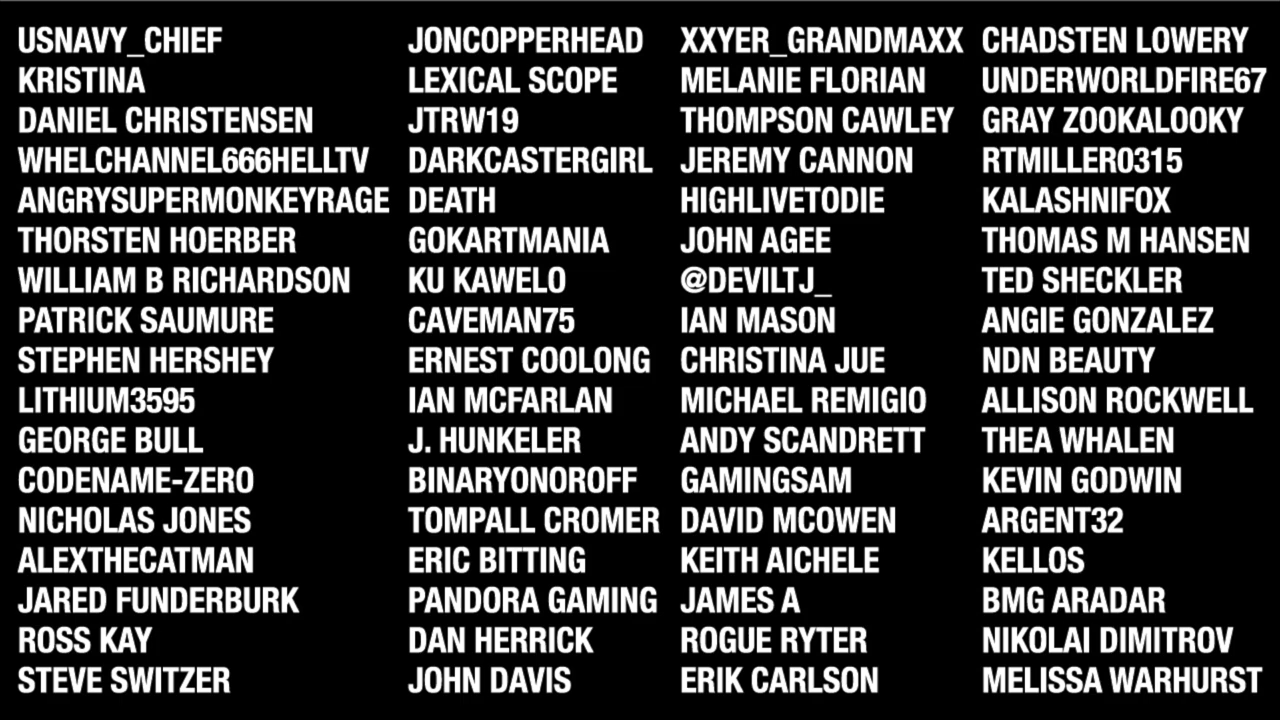 USNAVY_CHIEF
KRISTINA
DANIEL CHRISTENSEN
WHELCHANNEL666HELLTV
ANGRYSUPERMONKEYRAGE
THORSTEN HOERBER
WILLIAM B RICHARDSON
PATRICK SAUMURE
STEPHEN HERSHEY
LITHIUM3595
GEORGE BULL
CODENAME-ZERO
NICHOLAS JONES
ALEXTHECATMAN
JARED FUNDERBURK
ROSS KAY
STEVE SWITZER
JONCOPPERHEAD
LEXICAL SCOPE
JTRW19
DARKCASTERGIRL
DEATH
GOKARTMANIA
KU KAWELO
CAVEMAN75
ERNEST COOLONG
IAN MCFARLAN
J. HUNKELER
BINARYONOROFF
TOMPALL CROMER
ERIC BITTING
PANDORA GAMING
DAN HERRICK
JOHN DAVIS
XXYER_GRANDMAXX
MELANIE FLORIAN
THOMPSON CAWLEY
JEREMY CANNON
HIGHLIVETODIE
JOHN AGEE
@DEVILTJ_
IAN MASON
CHRISTINA JUE
MICHAEL REMIGIO
ANDY SCANDRETT
GAMINGSAM
DAVID MCOWEN
KEITH AICHELE
JAMES A
ROGUE RYTER
ERIK CARLSON
CHADSTEN LOWERY
UNDERWORLDFIRE67
GRAY ZOOKALOOKY
RTMILLER0315
KALASHNIFOX
THOMAS M HANSEN
TED SHECKLER
ANGIE GONZALEZ
NDN BEAUTY
ALLISON ROCKWELL
THEA WHALEN
KEVIN GODWIN
ARGENT32
KELLOS
BMG ARADAR
NIKOLAI DIMITROV
MELISSA WARHURST